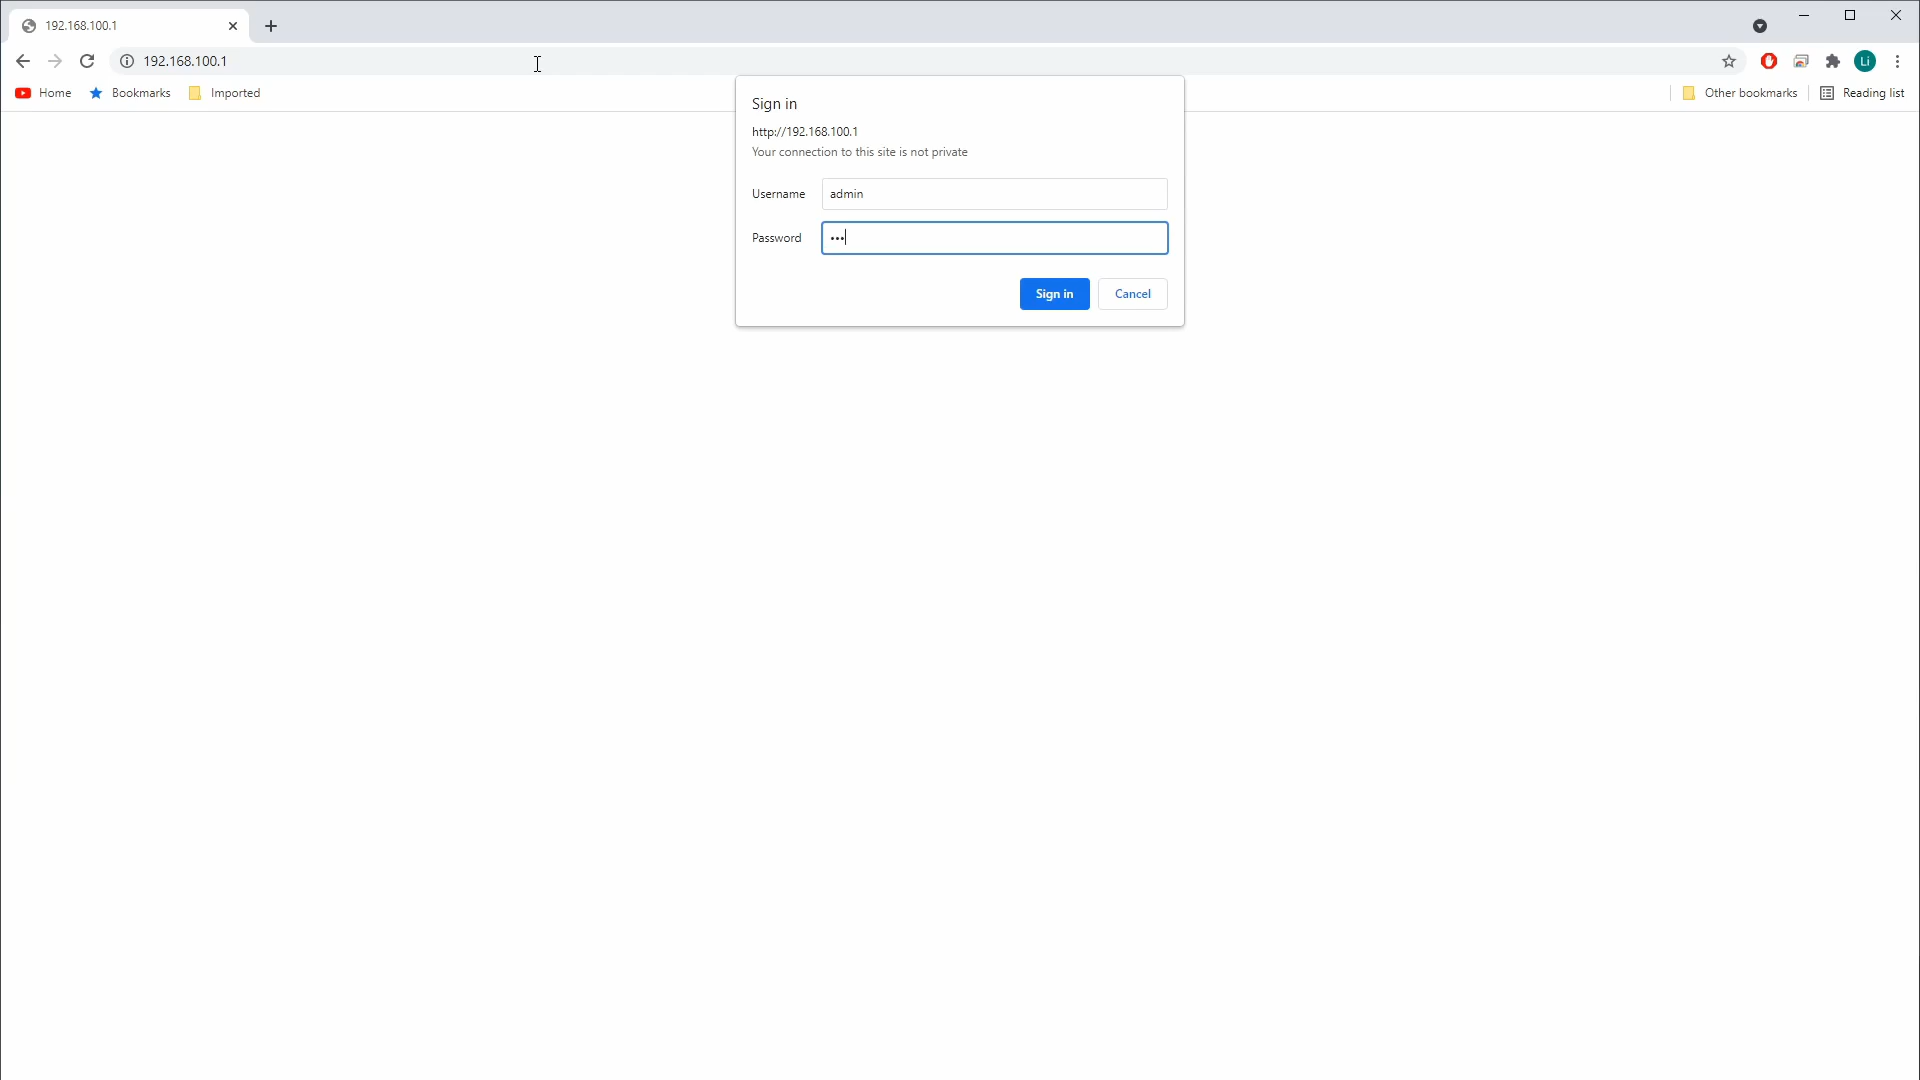 192.168.100.1
192.168.100.1
Li
Home
Bookmarks
Imported
Other bookmarks
Reading list
Sign in
http://192.168.100.1
Your connection to this site is not private
Username
admin
Password
•••
Sign in
Cancel